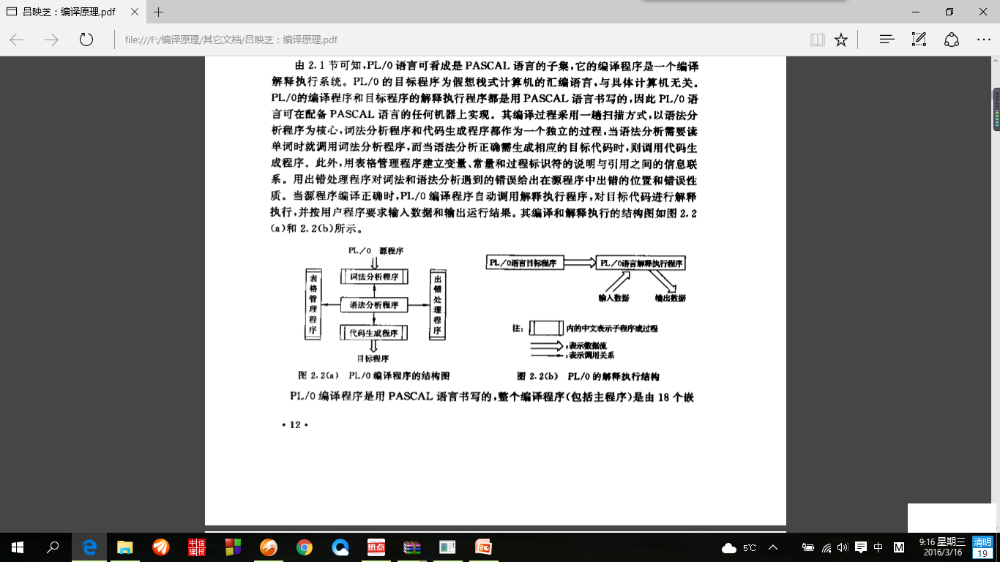 吕映芝：编译原理.pdf
file:///F:/编译原理/其它文档/吕映芝：编译原理.pdf
由 2.1 节可知,PL/0 语言可看成是 PASCAL 语言的子集,它的编译程序是一个编译
解释执行系统。PL/0 的目标程序为假想栈式计算机的汇编语言,与具体计算机无关。
PL/0的编译程序和目标程序的解释执行程序都是用 PASCAL 语言书写的,因此 PL/0 语
言可在配备 PASCAL 语言的任何机器上实现。其编译过程采用一趟扫描方式,以语法分
析程序为核心,词法分析程序和代码生成程序都作为一个独立的过程,当语法分析需要读
单词时就调用词法分析程序,而当语法分析正确需生成相应的目标代码时,则调用代码生
成程序。此外,用表格管理程序建立变量、常量和过程标识符的说明与引用之间的信息联
系。用出错处理程序对词法和语法分析遇到的错误给出在源程序中出错的位置和错误性
质。当源程序编译正确时,PL/0 编译程序自动调用解释执行程序,对目标代码进行解释
执行,并按用户程序要求输入数据和输出运行结果。其编译和解释执行的结构图如图 2.2
(a)和 2.2(b)所示。
PL/0 源程序
词法分析程序
表格管理程序
语法分析程序
出错处理程序
代码生成程序
目标程序
图 2.2(a) PL/0 编译程序的结构图
PL/0语言目标程序
PL/0语言解释执行程序
输入数据
输出数据
注:
内的中文表示子程序或过程
:表示数据流
:表示调用关系
图 2.2(b) PL/0 的解释执行结构
PL/0 编译程序是用 PASCAL 语言书写的,整个编译程序(包括主程序)是由 18 个嵌
• 12 •
中信
建投
热点
5℃
中
M
9:16 星期三
2016/3/16
清明
19